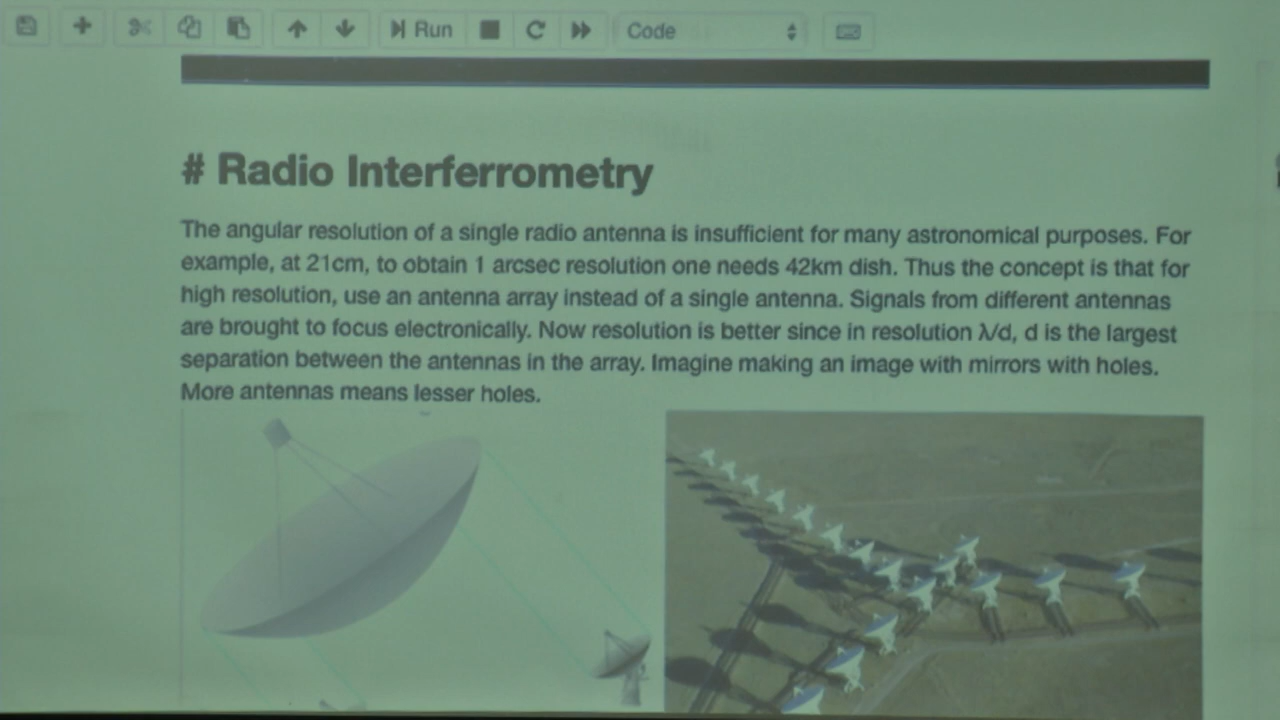 Run
Code
# Radio Interferrometry
The angular resolution of a single radio antenna is insufficient for many astronomical purposes. For
example, at 21cm, to obtain 1 arcsec resolution one needs 42km dish. Thus the concept is that for
high resolution, use an antenna array instead of a single antenna. Signals from different antennas
are brought to focus electronically. Now resolution is better since in resolution λ/d, d is the largest
separation between the antennas in the array. Imagine making an image with mirrors with holes.
More antennas means lesser holes.